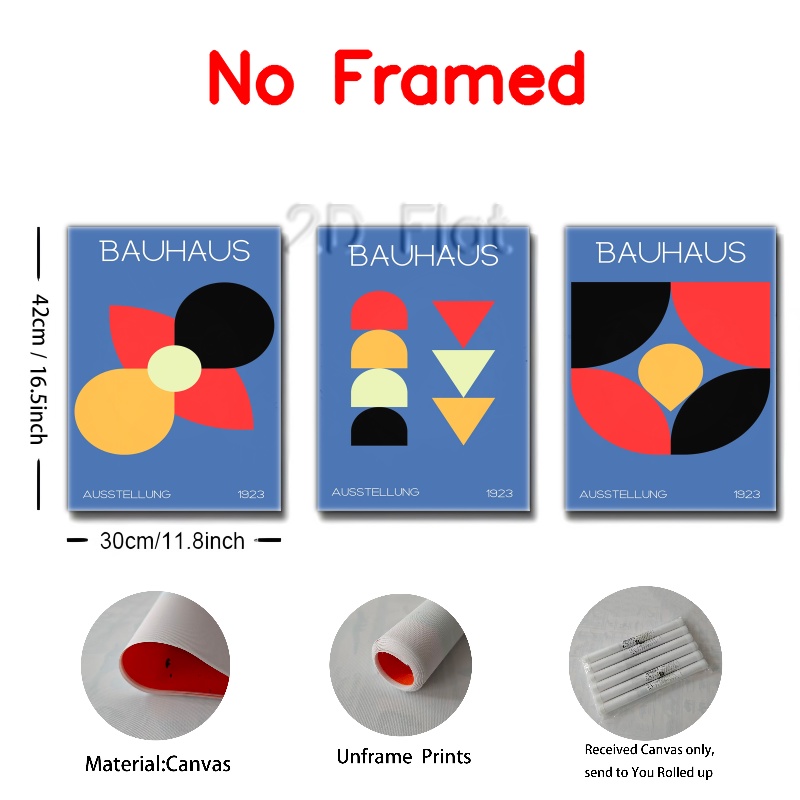 No Framed
2D Flat
BAUHAUS
BAUHAUS
BAUHAUS
42cm / 16.5inch
AUSSTELLUNG 1923
AUSSTELLUNG 1923
AUSSTELLUNG 1923
30cm/11.8inch
Material:Canvas
Unframe Prints
Received Canvas only,
send to You Rolled up